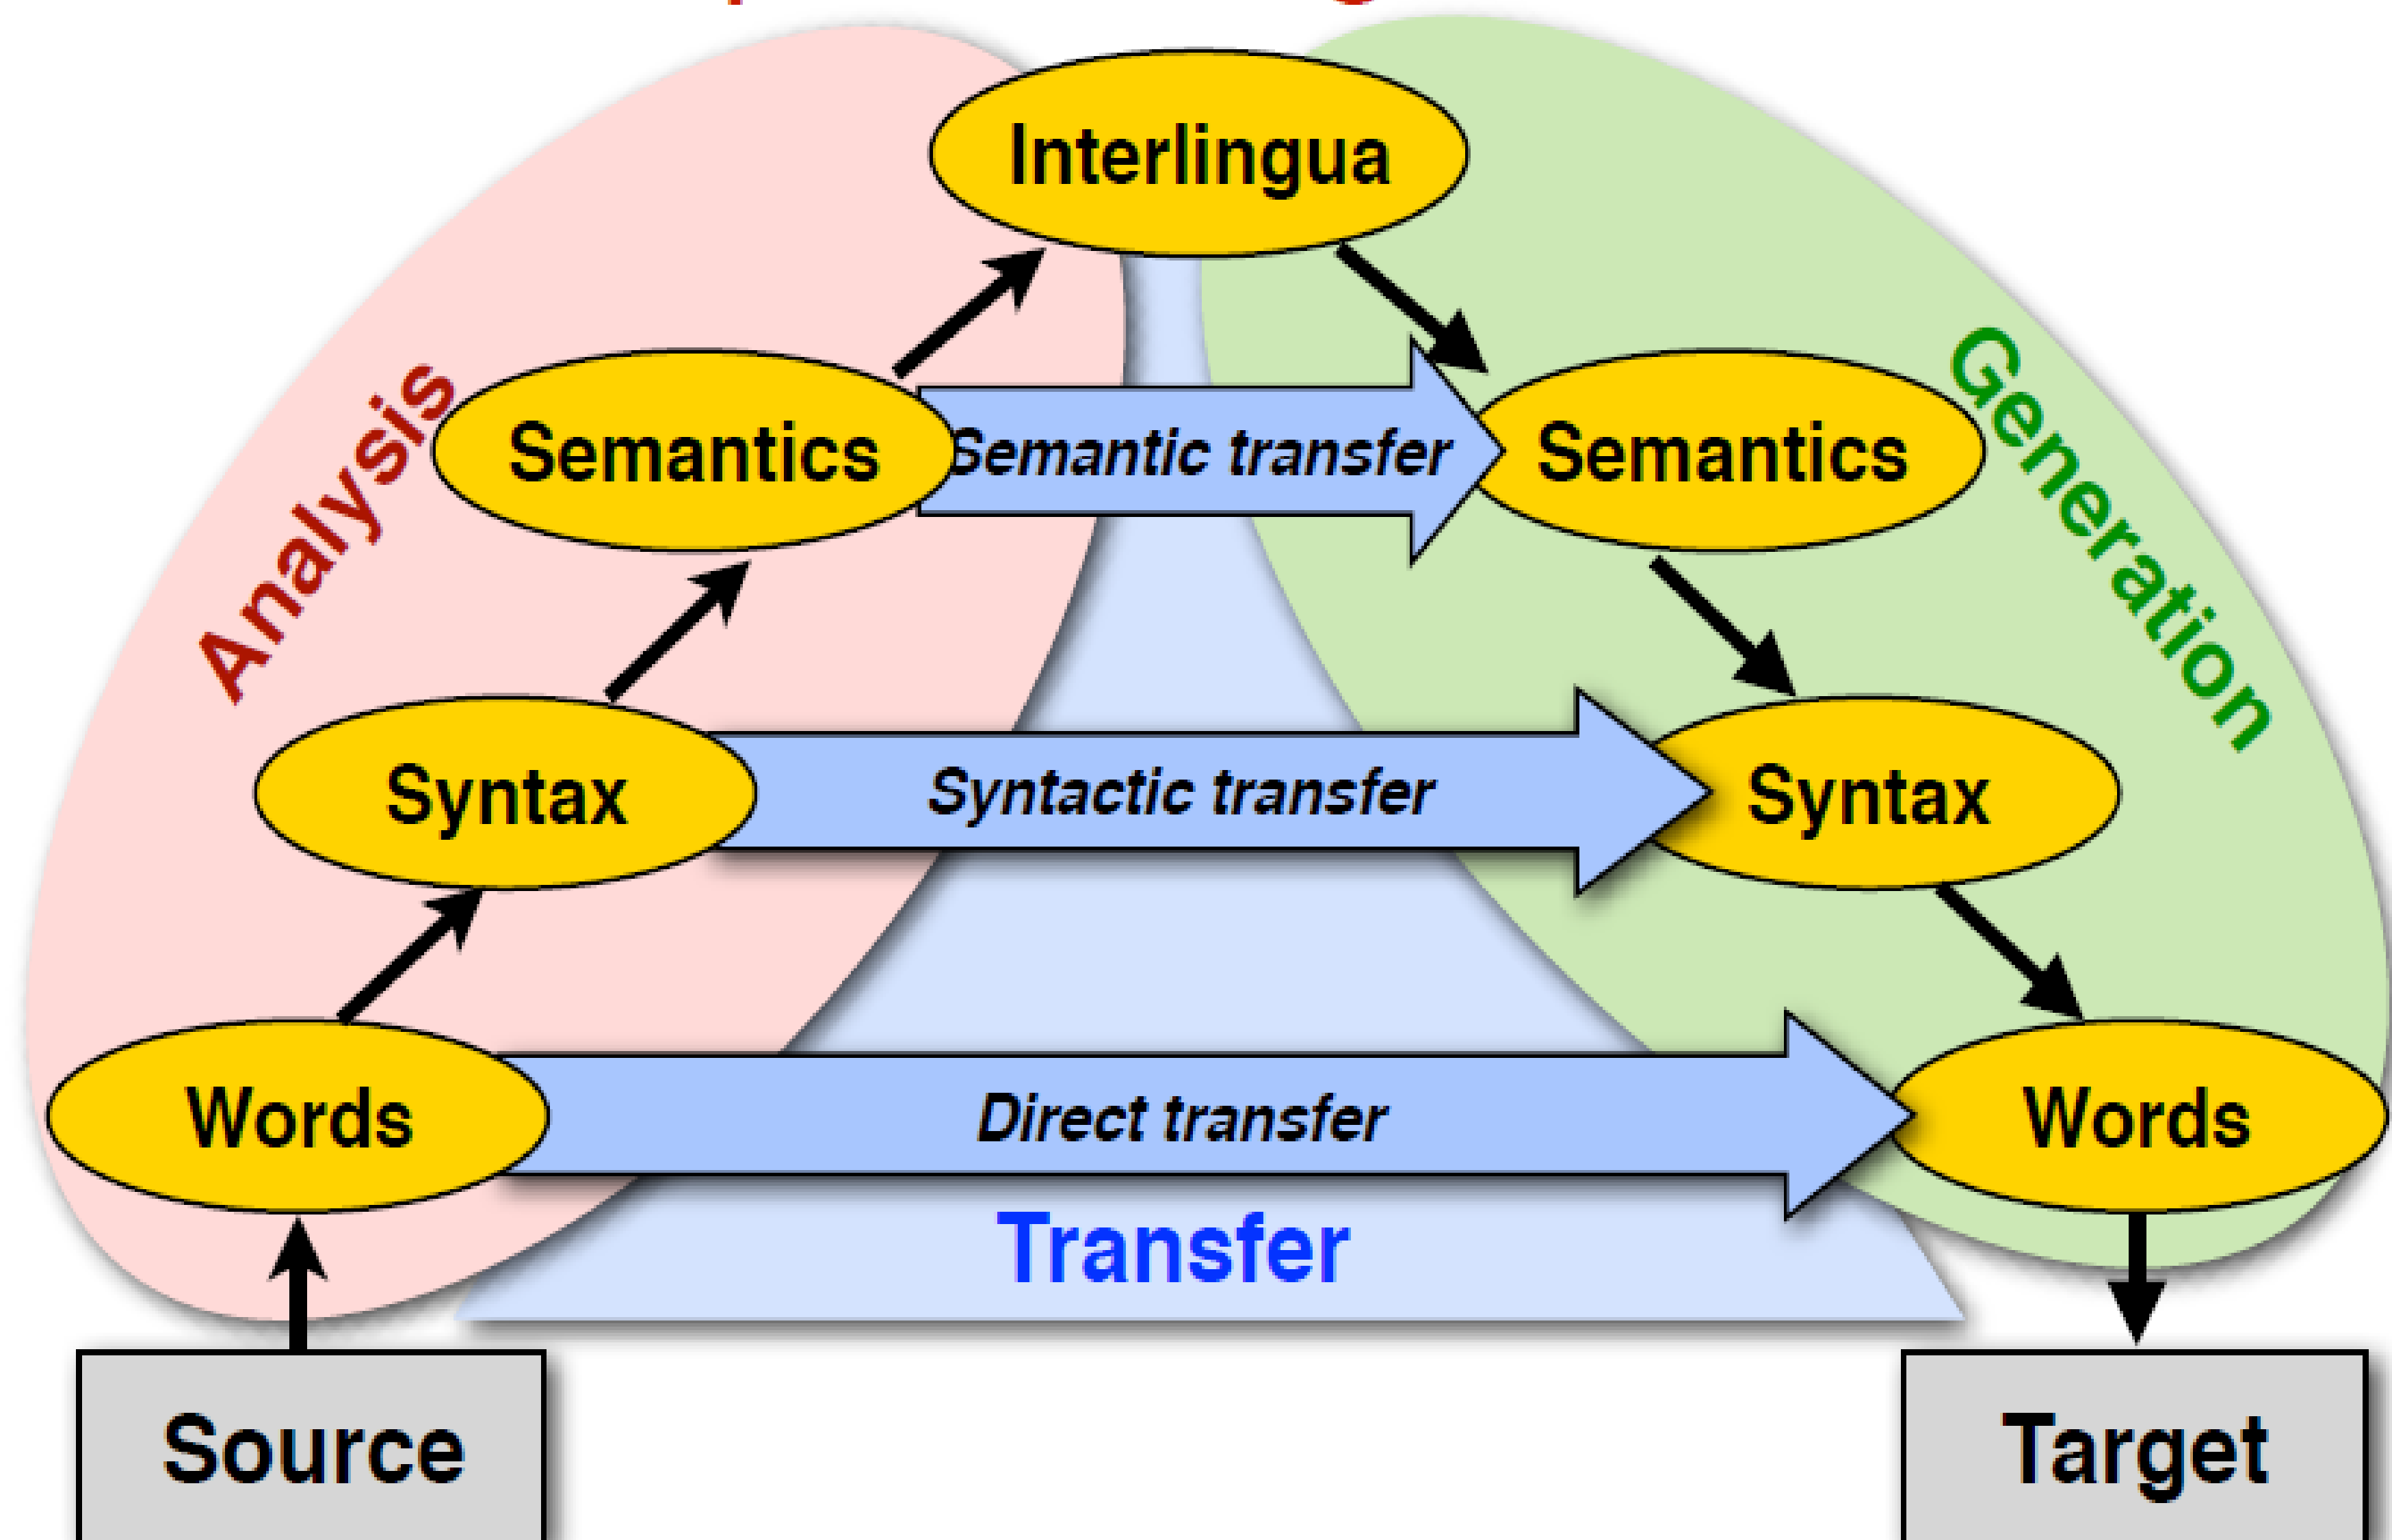 Interlingua
Analysis
Semantics
Semantic transfer
Semantics
Generation
Syntax
Syntactic transfer
Syntax
Words
Direct transfer
Words
Transfer
Source
Target